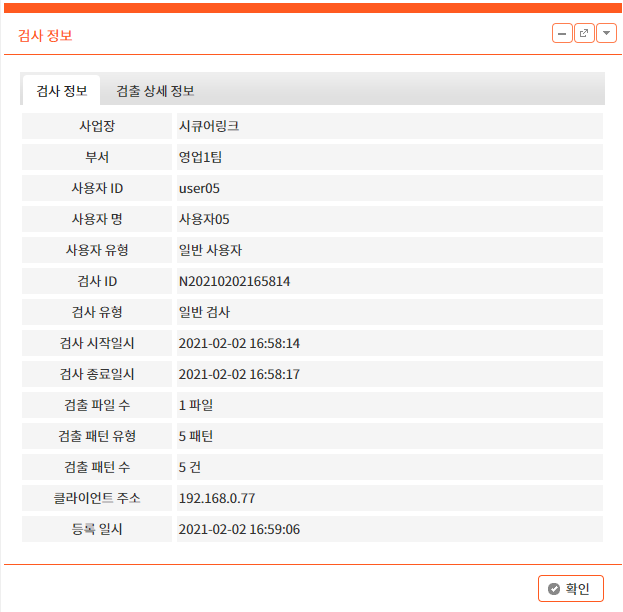 검사 정보
검사 정보 검출 상세 정보
사업장 시큐어링크
부서 영업1팀
사용자 ID user05
사용자 명 사용자05
사용자 유형 일반 사용자
검사 ID N20210202165814
검사 유형 일반 검사
검사 시작일시 2021-02-02 16:58:14
검사 종료일시 2021-02-02 16:58:17
검출 파일 수 1 파일
검출 패턴 유형 5 패턴
검출 패턴 수 5 건
클라이언트 주소 192.168.0.77
등록 일시 2021-02-02 16:59:06
확인